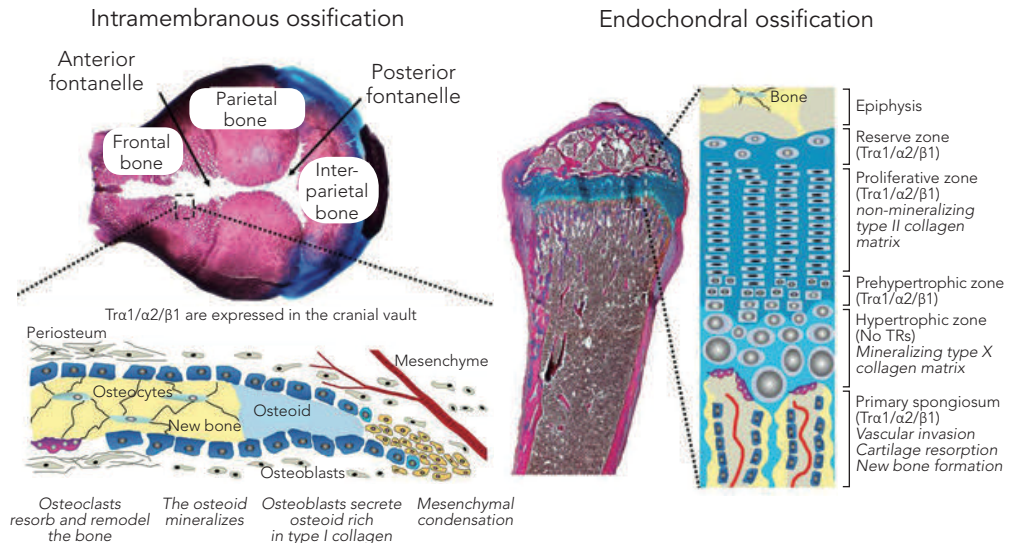 Intramembranous ossification
Anterior
fontanelle
Parietal
bone
Posterior
fontanelle
Frontal
bone
Inter-
parietal
bone
Trα1/α2/β1 are expressed in the cranial vault
Periosteum
Mesenchyme
Osteocytes
Osteoid
New bone
Osteoblasts
Osteoclasts
resorb and remodel
the bone
The osteoid
mineralizes
Osteoblasts secrete
osteoid rich
in type I collagen
Mesenchymal
condensation
Endochondral ossification
Bone
Epiphysis
Reserve zone
(Trα1/α2/β1)
Proliferative zone
(Trα1/α2/β1)
non-mineralizing
type II collagen
matrix
Prehypertrophic zone
(Trα1/α2/β1)
Hypertrophic zone
(No TRs)
Mineralizing type X
collagen matrix
Primary spongiosum
(Trα1/α2/β1)
Vascular invasion
Cartilage resorption
New bone formation